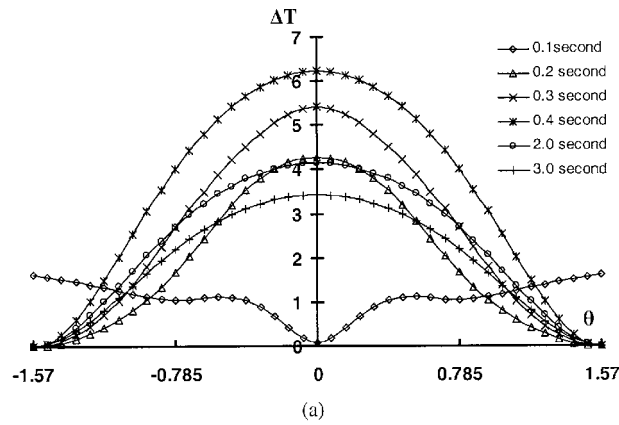 ΔT
7
6
5
4
3
2
1
0
-1.57
-0.785
0
0.785
1.57
θ
0.1second
0.2 second
0.3 second
0.4 second
2.0 second
3.0 second
(a)